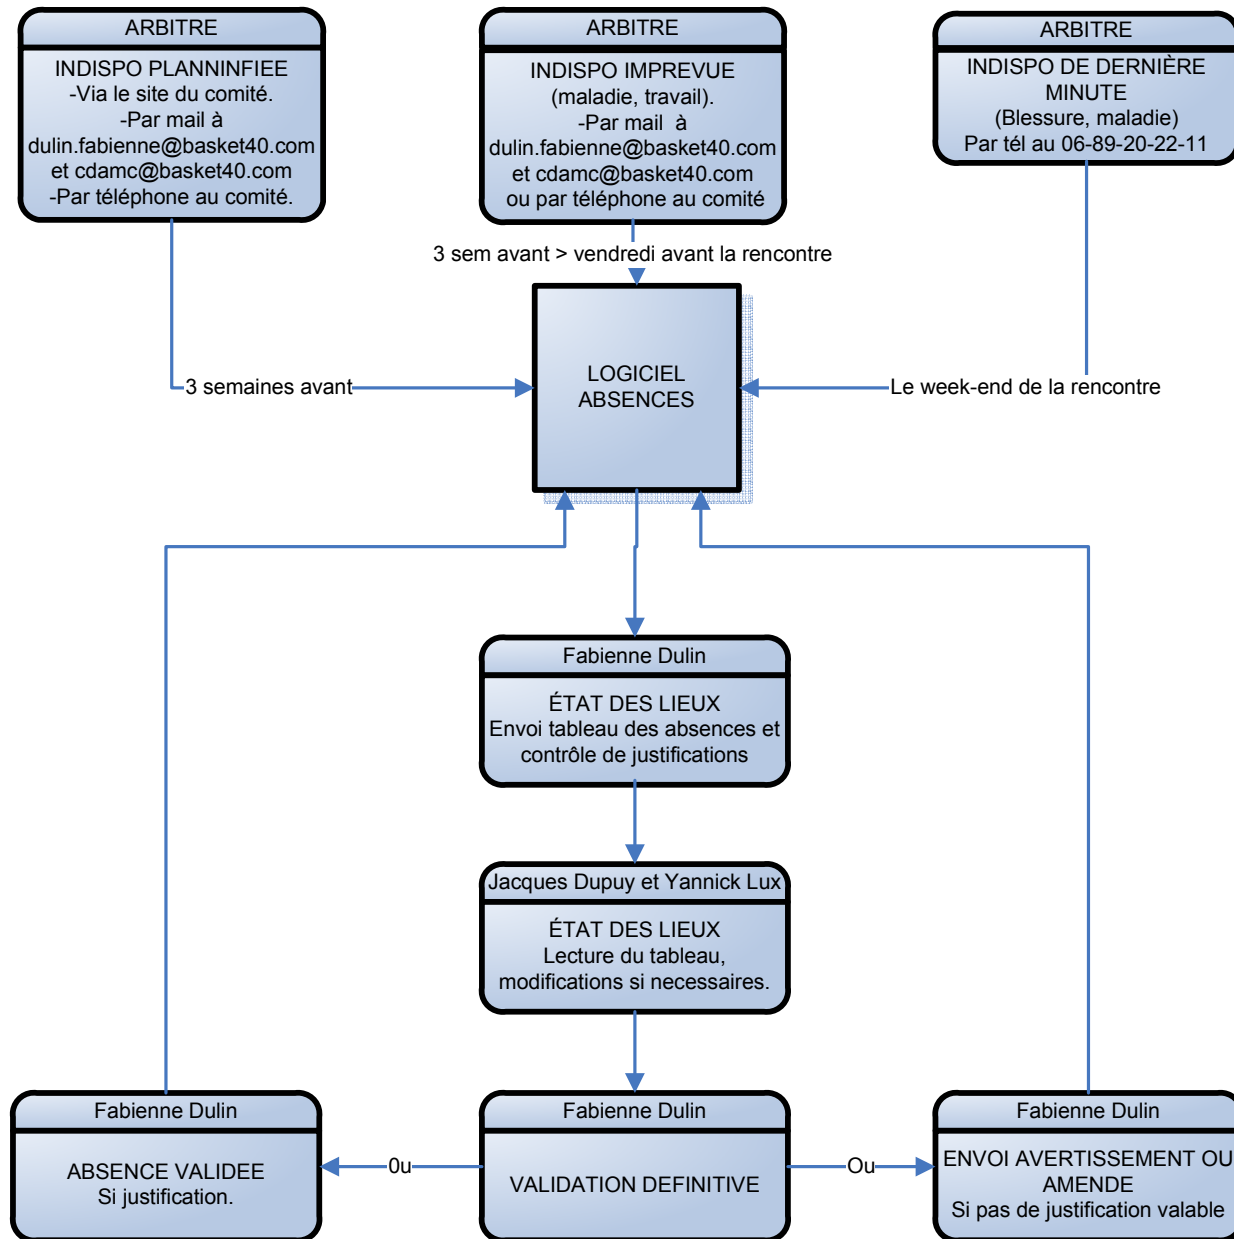 ARBITRE
INDISPO PLANNINFIEE
-Via le site du comité.
-Par mail à
dulin.fabienne@basket40.com
et cdamc@basket40.com
-Par téléphone au comité.
ARBITRE
INDISPO IMPREVUE
(maladie, travail).
-Par mail à
dulin.fabienne@basket40.com
et cdamc@basket40.com
ou par téléphone au comité
ARBITRE
INDISPO DE DERNIÈRE
MINUTE
(Blessure, maladie)
Par tél au 06-89-20-22-11
3 sem avant > vendredi avant la rencontre
3 semaines avant
LOGICIEL
ABSENCES
Le week-end de la rencontre
Fabienne Dulin
ÉTAT DES LIEUX
Envoi tableau des absences et
contrôle de justifications
Jacques Dupuy et Yannick Lux
ÉTAT DES LIEUX
Lecture du tableau,
modifications si necessaires.
Fabienne Dulin
ABSENCE VALIDEE
Si justification.
0u
Fabienne Dulin
VALIDATION DEFINITIVE
Ou
Fabienne Dulin
ENVOI AVERTISSEMENT OU
AMENDE
Si pas de justification valable